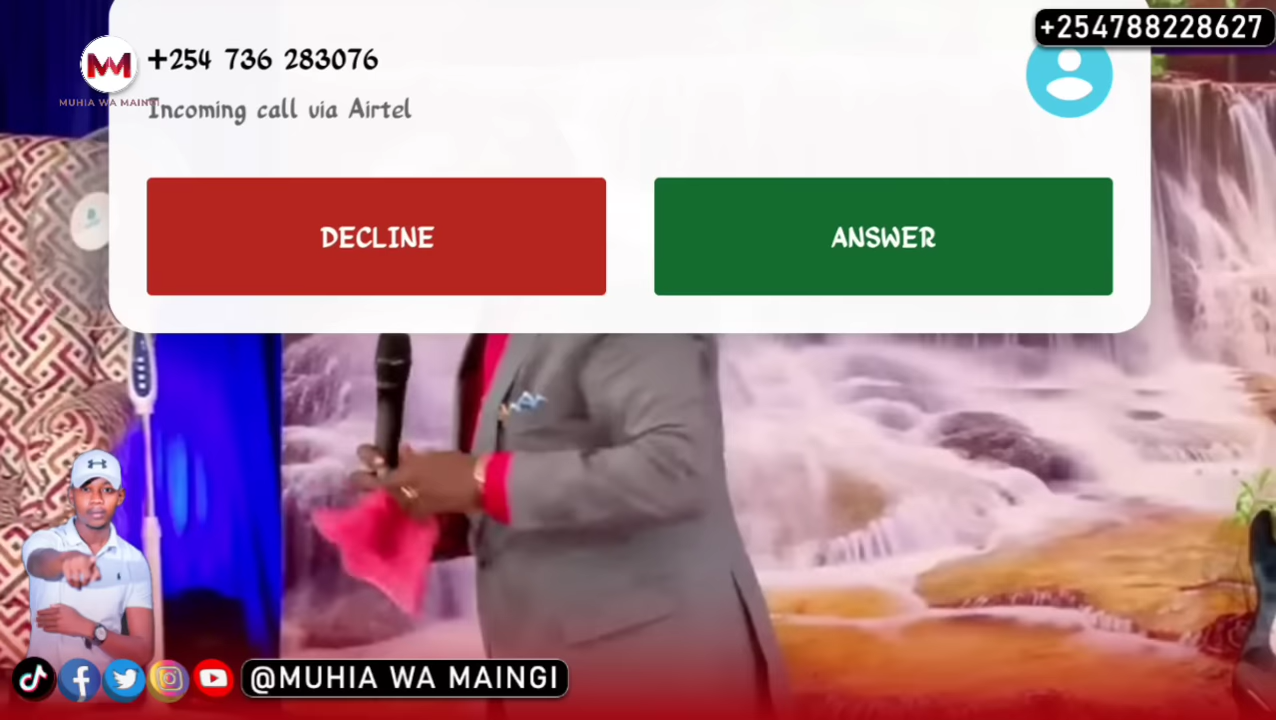 +254788228627
+254 736 283076
MUHIA WA MAINGI
Incoming call via Airtel
DECLINE
ANSWER
@MUHIA WA MAINGI